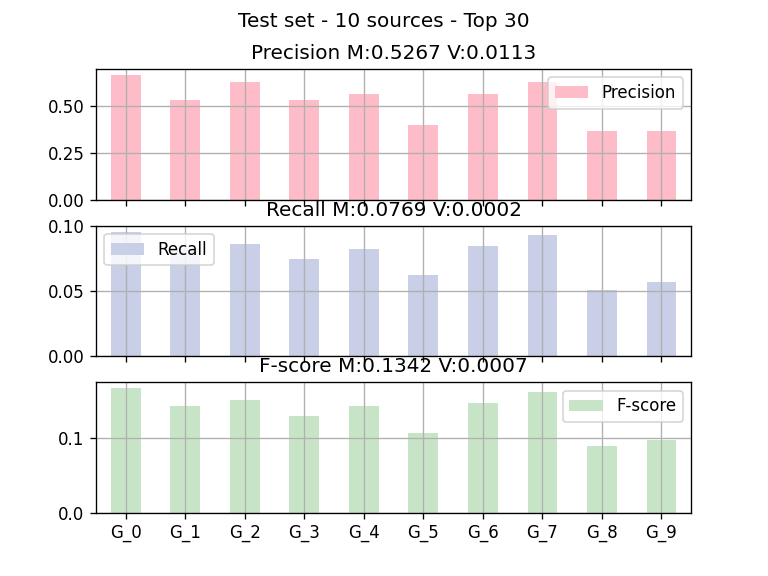 Test set - 10 sources - Top 30
Precision M:0.5267 V:0.0113
Precision
0.50
0.25
0.00
Recall M:0.0769 V:0.0002
0.10
Recall
0.05
0.00
F-score M:0.1342 V:0.0007
F-score
0.1
0.0
G_0 G_1 G_2 G_3 G_4 G_5 G_6 G_7 G_8 G_9